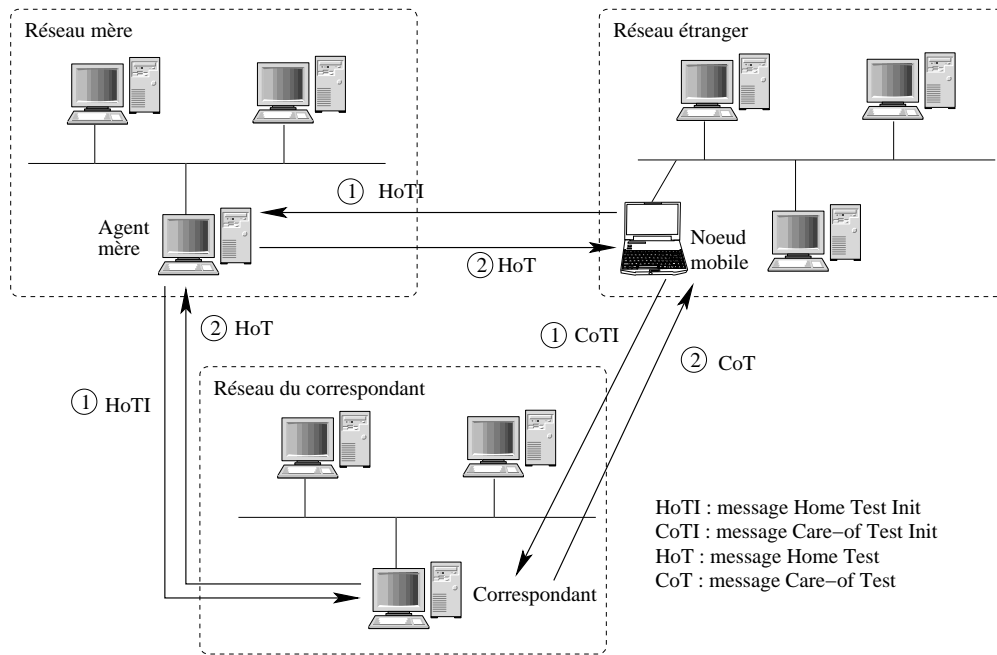 Réseau mère
Réseau étranger
1 HoTI
Agent
mère
2 HoT
Noeud
mobile
2 HoT
1 CoTI
2 CoT
Réseau du correspondant
1 HoTI
HoTI : message Home Test Init
CoTI : message Care−of Test Init
HoT : message Home Test
CoT : message Care−of Test
Correspondant